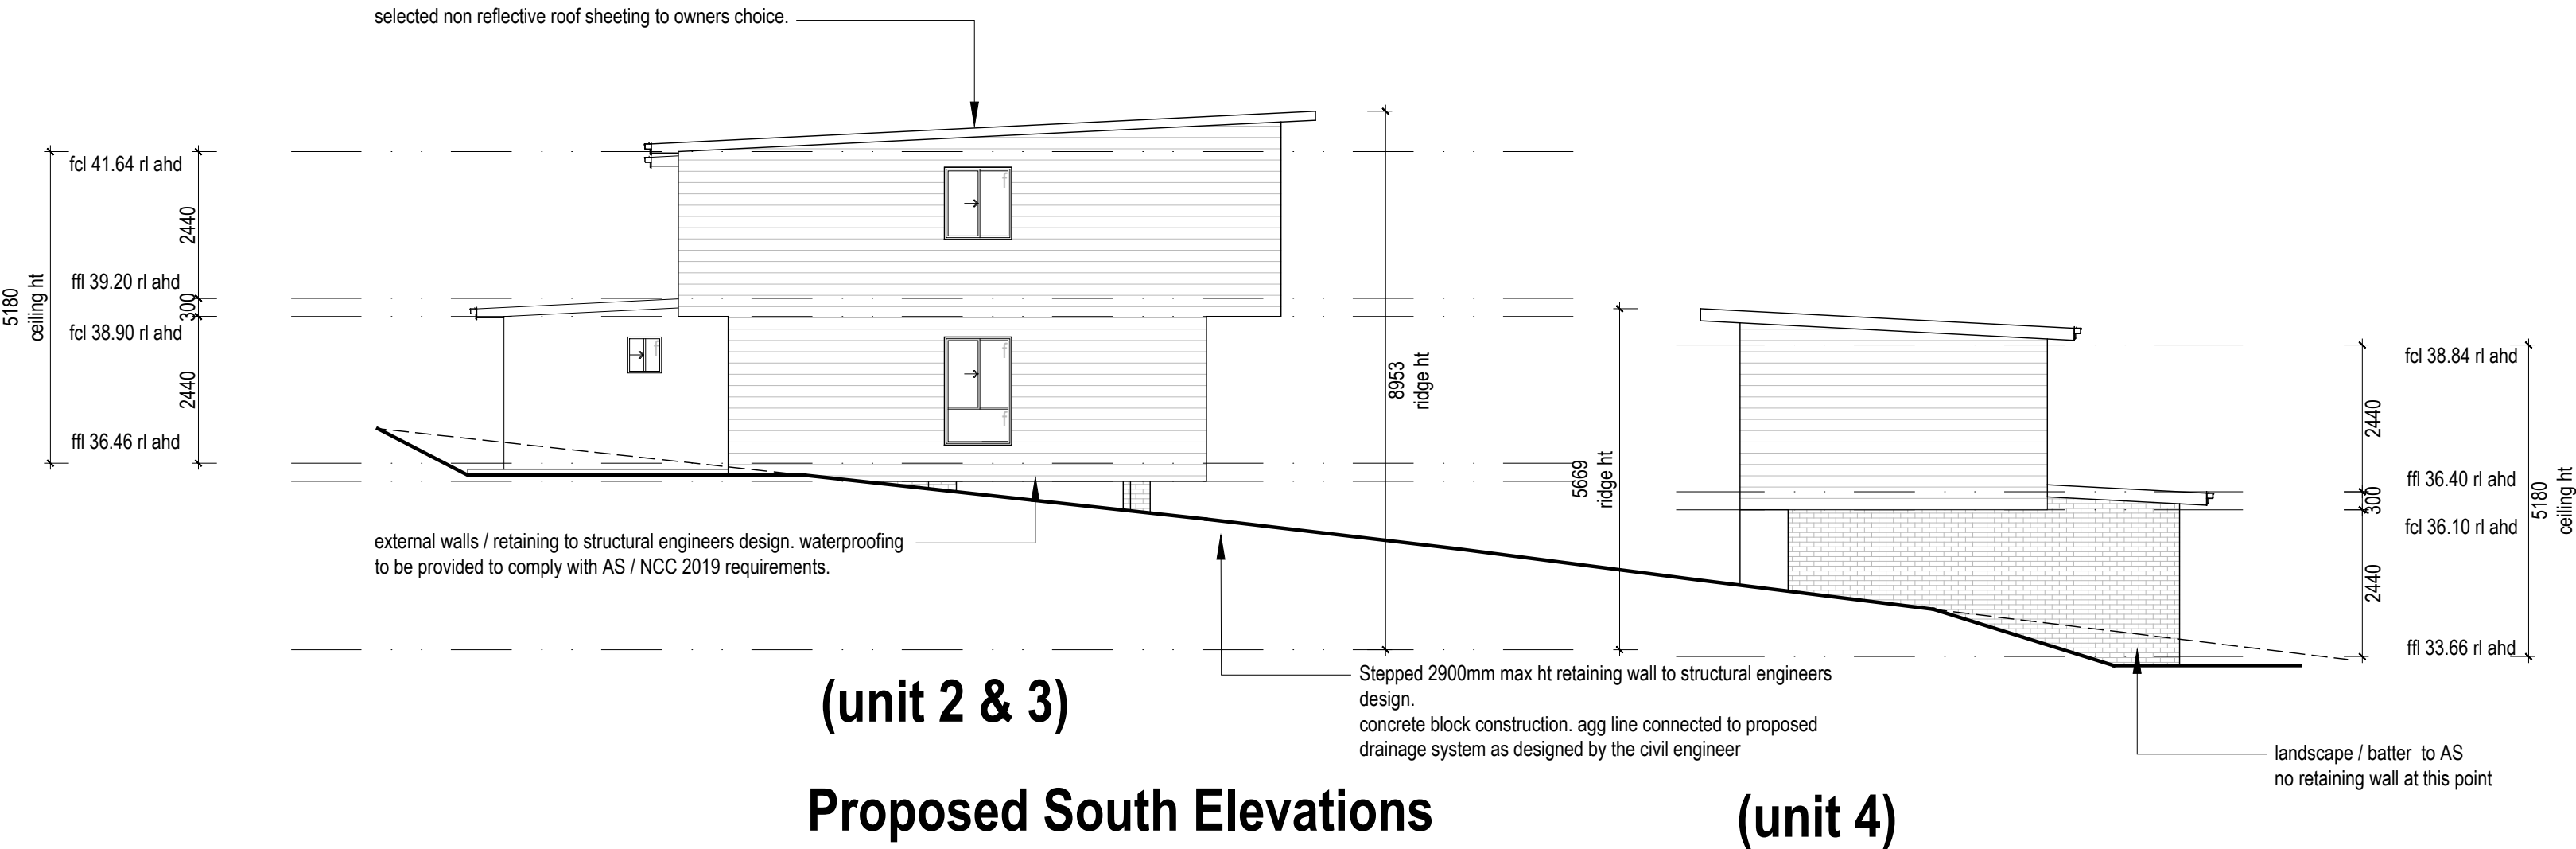 selected non reflective roof sheeting to owners choice.
fcl 41.64 rl ahd
2440
ffl 39.20 rl ahd
300
fcl 38.90 rl ahd
2440
ffl 36.46 rl ahd
5180
ceiling ht
external walls / retaining to structural engineers design. waterproofing
to be provided to comply with AS / NCC 2019 requirements.
8953
ridge ht
5669
ridge ht
fcl 38.84 rl ahd
2440
ffl 36.40 rl ahd
300
fcl 36.10 rl ahd
2440
ffl 33.66 rl ahd
5180
ceiling ht
Stepped 2900mm max ht retaining wall to structural engineers
design.
concrete block construction. agg line connected to proposed
drainage system as designed by the civil engineer
landscape / batter to AS
no retaining wall at this point
(unit 2 & 3)
Proposed South Elevations
(unit 4)